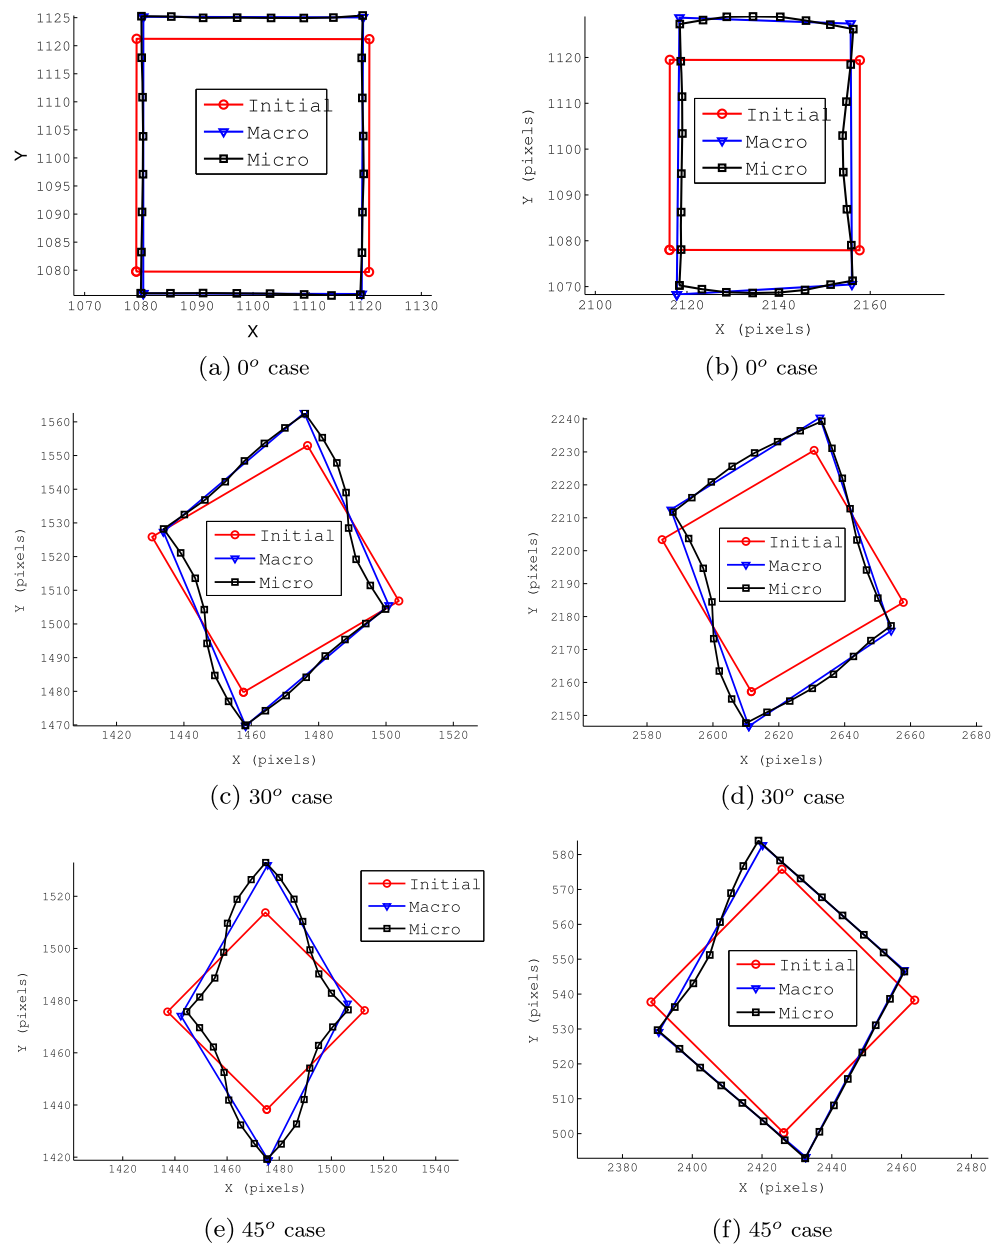 1125
1120
1115
1110
1105
1100
1095
1090
1085
1080
Y
Initial
Macro
Micro
1070 1080 1090 1100 1110 1120 1130
X
(a) 0° case
1120
1110
1100
1090
1080
1070
Y (pixels)
Initial
Macro
Micro
2100 2120 2140 2160
X (pixels)
(b) 0° case
1560
1550
1540
1530
1520
1510
1500
1490
1480
1470
Y (pixels)
Initial
Macro
Micro
1420 1440 1460 1480 1500 1520
X (pixels)
(c) 30° case
2240
2230
2220
2210
2200
2190
2180
2170
2160
2150
Y (pixels)
Initial
Macro
Micro
2580 2600 2620 2640 2660 2680
X (pixels)
(d) 30° case
1520
1500
1480
1460
1440
1420
Y (pixels)
Initial
Macro
Micro
1420 1440 1460 1480 1500 1520 1540
X (pixels)
(e) 45° case
580
570
560
550
540
530
520
510
500
Y (pixels)
Initial
Macro
Micro
2380 2400 2420 2440 2460 2480
X (pixels)
(f) 45° case